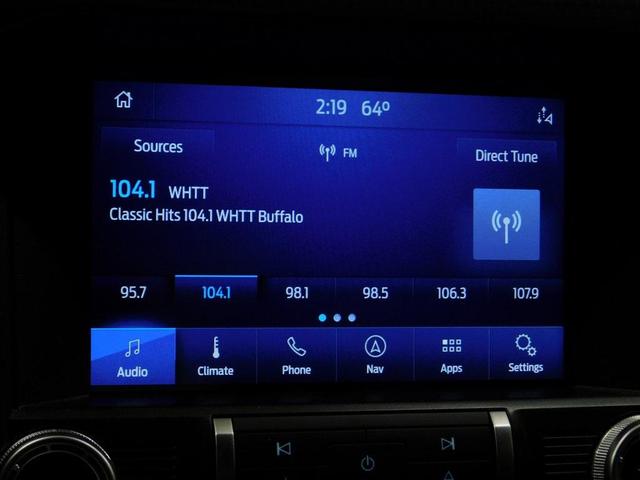 2:19 64º
Sources FM Direct Tune
104.1 WHTT
Classic Hits 104.1 WHTT Buffalo
95.7 104.1 98.1 98.5 106.3 107.9
Audio Climate Phone Nav Apps Settings